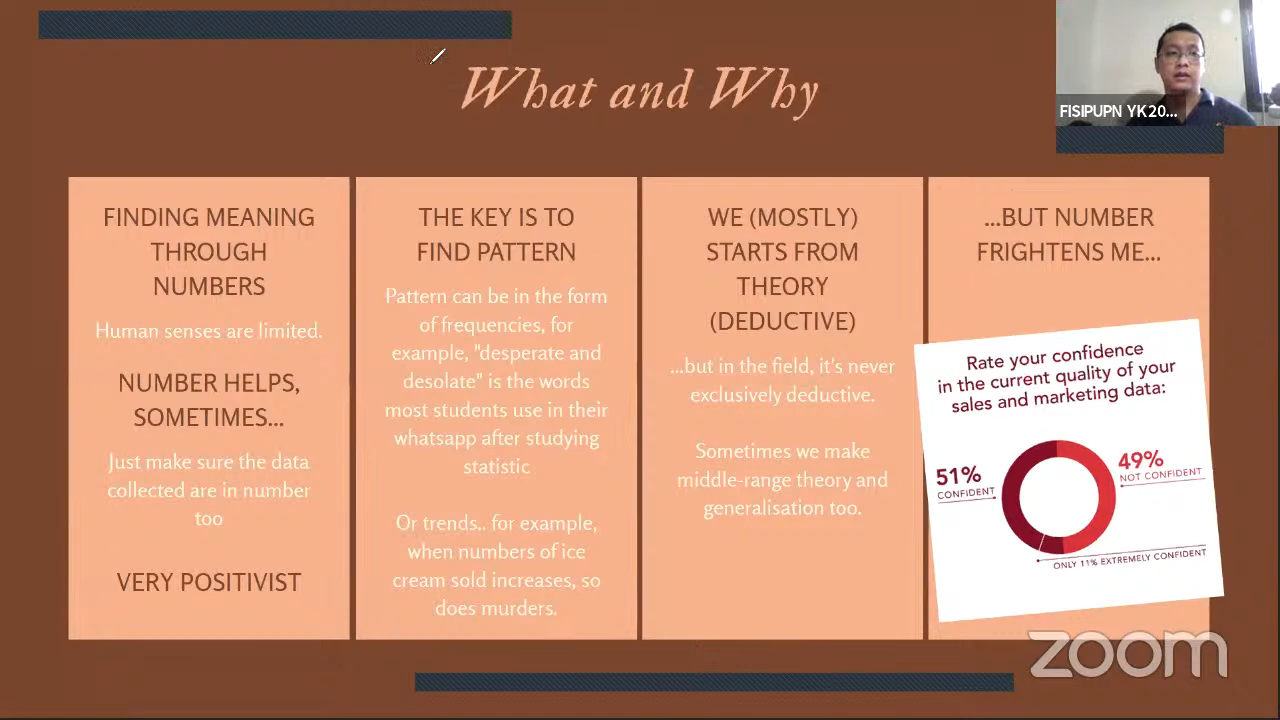 What and Why
FISIPUPN YK20...
FINDING MEANING
THROUGH
NUMBERS
Human senses are limited.
NUMBER HELPS,
SOMETIMES...
Just make sure the data
collected are in number
too
VERY POSITIVIST
THE KEY IS TO
FIND PATTERN
Pattern can be in the form
of frequencies, for
example, "desperate and
desolate" is the words
most students use in their
whatsapp after studying
statistic
Or trends.. for example,
when numbers of ice
cream sold increases, so
does murders.
WE (MOSTLY)
STARTS FROM
THEORY
(DEDUCTIVE)
...but in the field, it's never
exclusively deductive.
Sometimes we make
middle-range theory and
generalisation too.
...BUT NUMBER
FRIGHTENS ME...
Rate your confidence
in the current quality of your
sales and marketing data:
51%
CONFIDENT
49%
NOT CONFIDENT
ONLY 11% EXTREMELY CONFIDENT
zoom